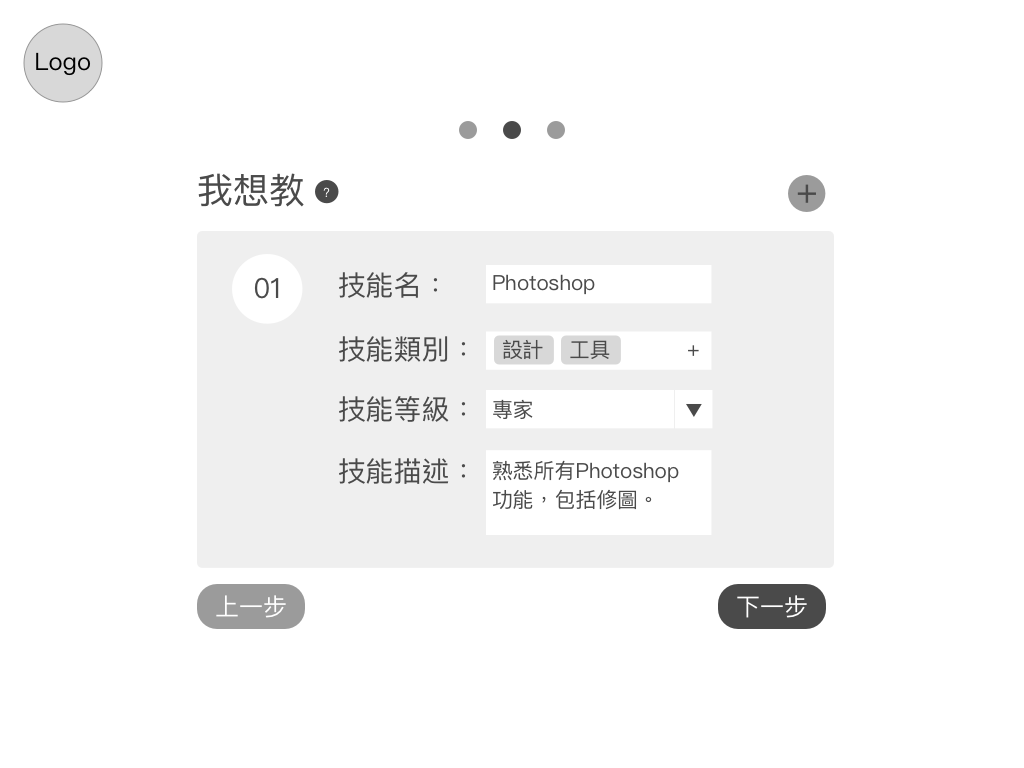 Logo
我想教 ?
+
01
技能名： Photoshop
技能類別： 設計 工具 +
技能等級： 專家 ▼
技能描述： 熟悉所有Photoshop
功能，包括修圖。
上一步
下一步